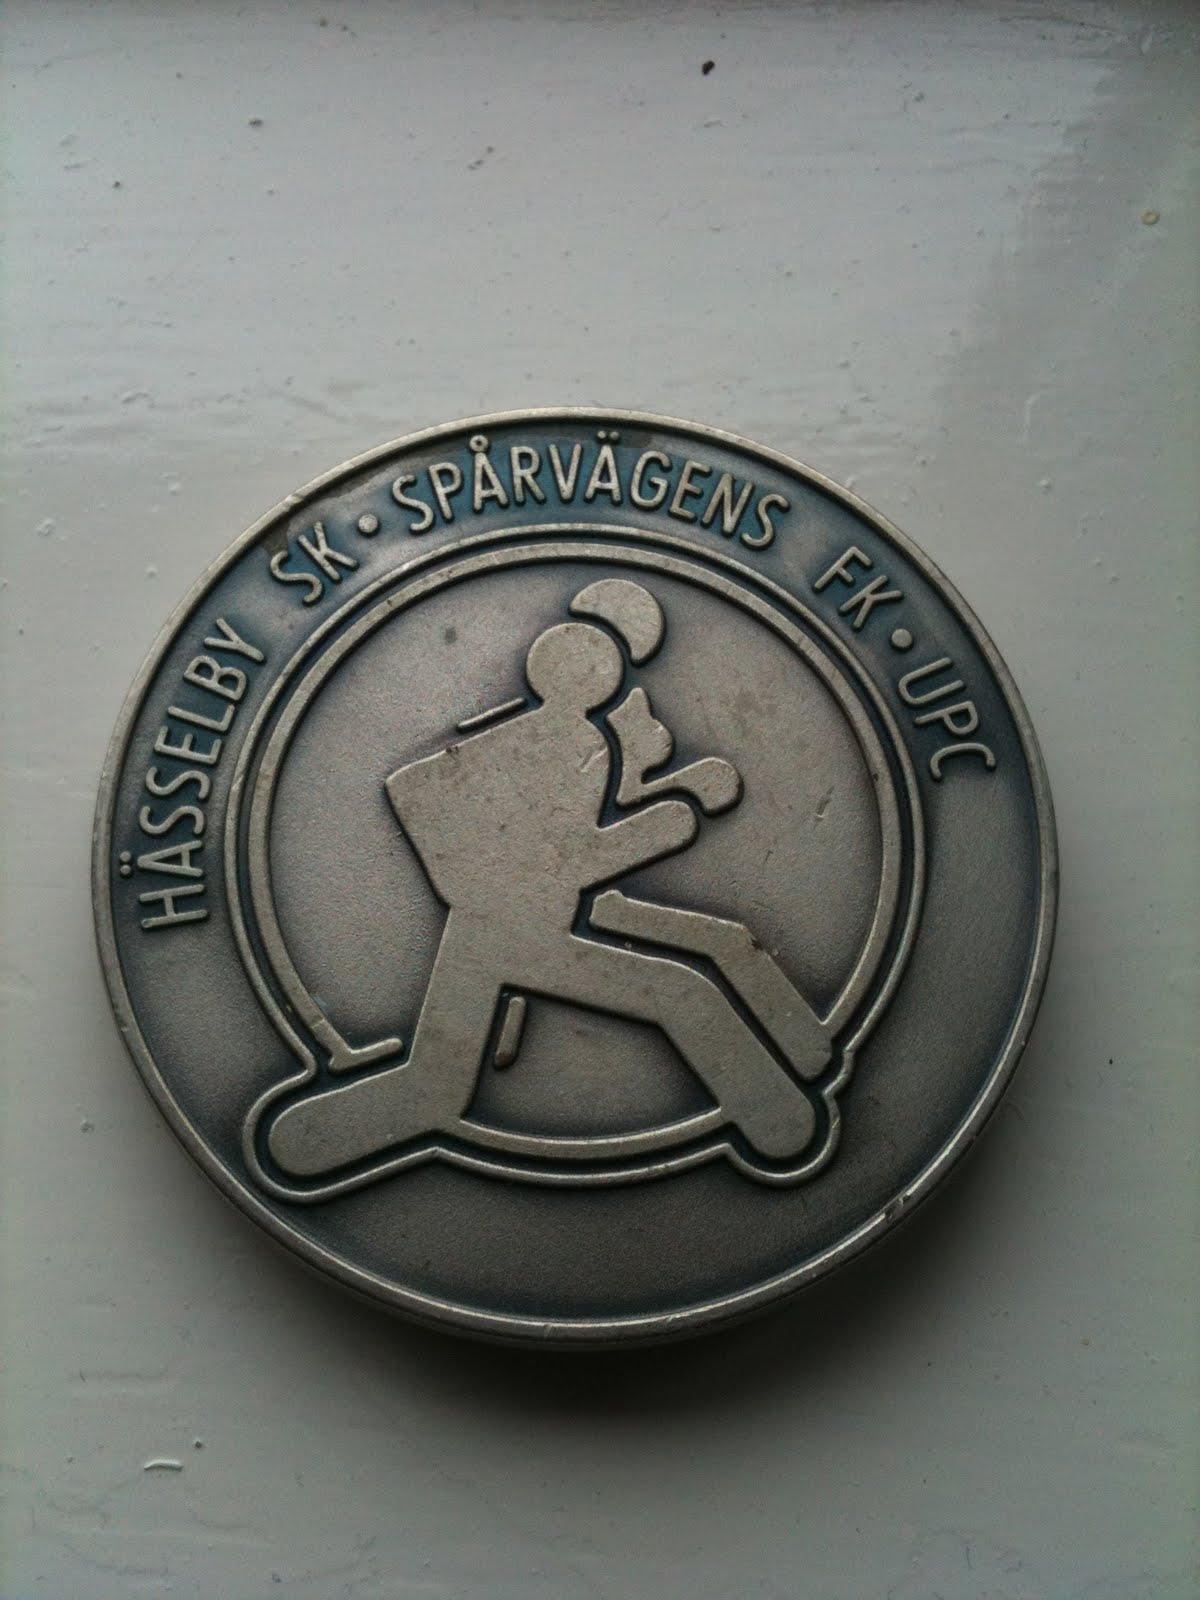 HÄSSELBY SK • SPÅRVÄGENS FK • UPC